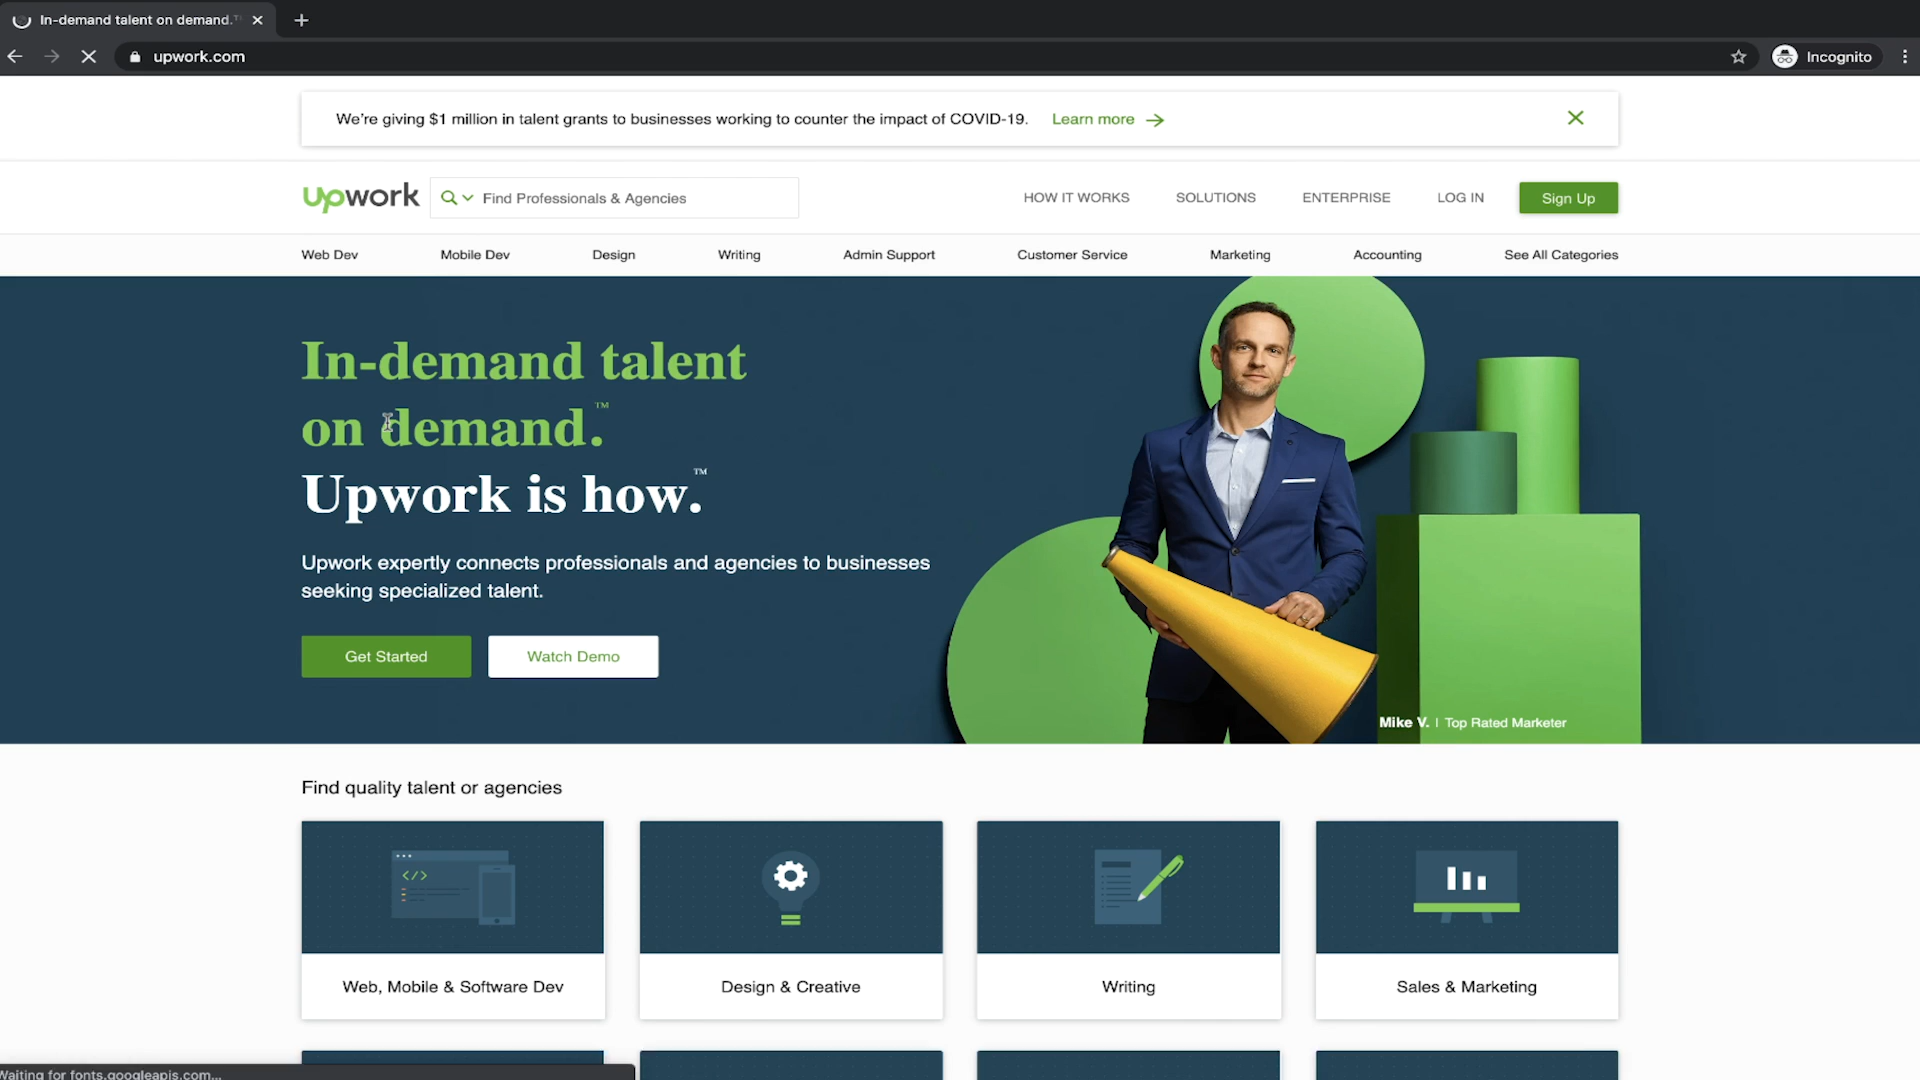 In-demand talent on demand.™
upwork.com
Incognito
We're giving $1 million in talent grants to businesses working to counter the impact of COVID-19. Learn more
upwork
Find Professionals & Agencies
HOW IT WORKS
SOLUTIONS
ENTERPRISE
LOG IN
Sign Up
Web Dev
Mobile Dev
Design
Writing
Admin Support
Customer Service
Marketing
Accounting
See All Categories
In-demand talent
on demand.™
Upwork is how.™
Upwork expertly connects professionals and agencies to businesses
seeking specialized talent.
Get Started
Watch Demo
Mike V. | Top Rated Marketer
Find quality talent or agencies
</>
Web, Mobile & Software Dev
Design & Creative
Writing
Sales & Marketing
Waiting for fonts.googleapis.com...